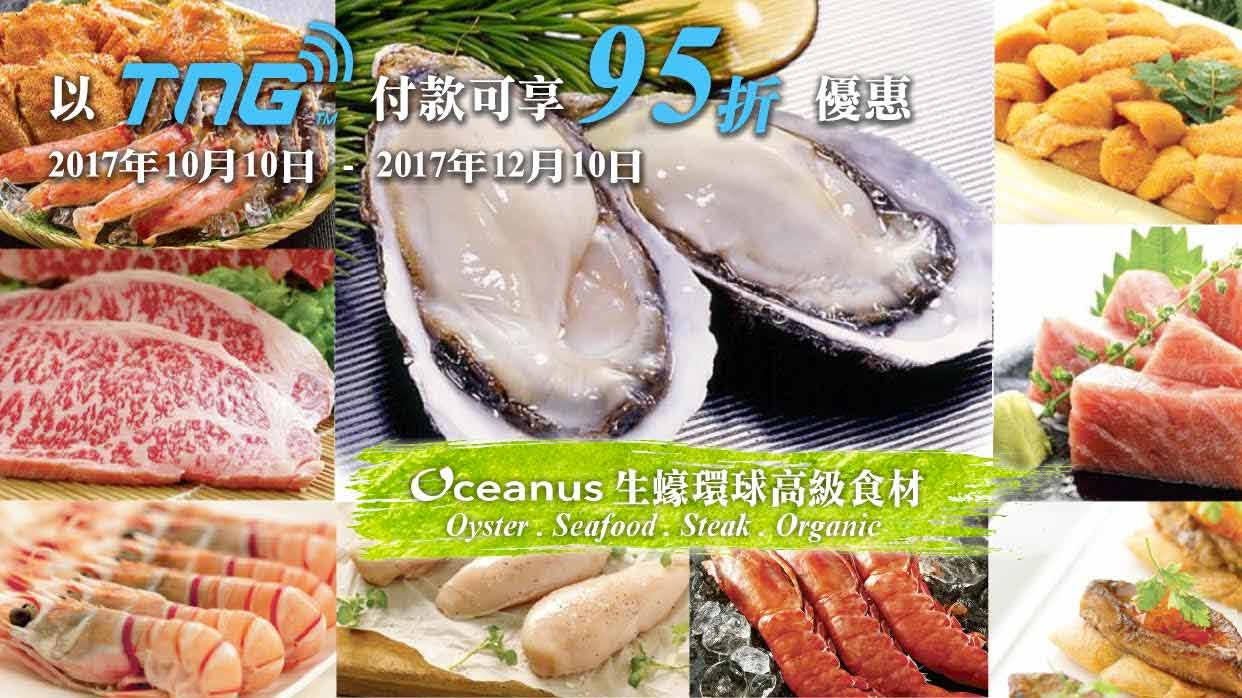 以 TNG™ 付款可享 95折 優惠
2017年10月10日 - 2017年12月10日
Oceanus 生蠔環球高級食材
Oyster . Seafood . Steak . Organic